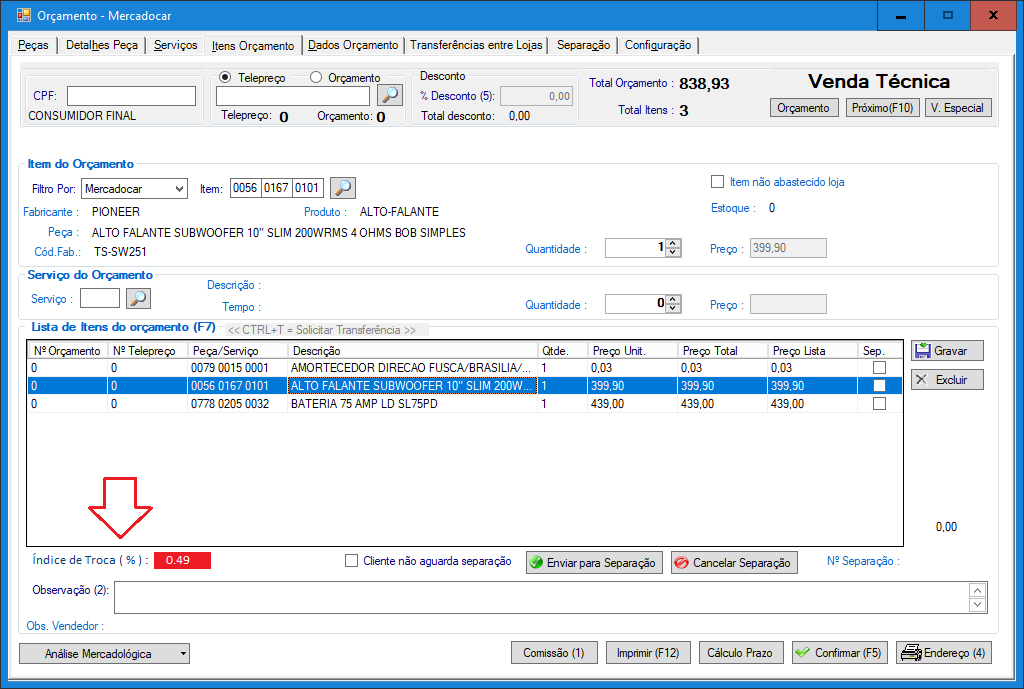 Orçamento - Mercadocar
Peças Detalhes Peça Serviços Itens Orçamento Dados Orçamento Transferências entre Lojas Separação Configuração
CPF:
CONSUMIDOR FINAL
Telepreço Orçamento
Telepreço: 0 Orçamento: 0
Desconto
% Desconto (5): 0,00
Total desconto: 0,00
Total Orçamento : 838,93
Total Itens : 3
Venda Técnica
Orçamento Próximo(F10) V. Especial
Item do Orçamento
Filtro Por: Mercadocar Item: 0056 0167 0101
Item não abastecido loja
Fabricante : PIONEER Produto : ALTO-FALANTE
Estoque : 0
Peça : ALTO FALANTE SUBWOOFER 10" SLIM 200WRMS 4 OHMS BOB SIMPLES
Cód.Fab.: TS-SW251
Quantidade : 1 Preço : 399,90
Serviço do Orçamento
Serviço :
Descrição :
Tempo :
Quantidade : 0 Preço :
Lista de Itens do orçamento (F7) << CTRL+T = Solicitar Transferência >>
Nº Orçamento Nº Telepreço Peça/Serviço Descrição Qtde. Preço Unit. Preço Total Preço Lista Sep.
0 0 0079 0015 0001 AMORTECEDOR DIRECAO FUSCA/BRASILIA/... 1 0,03 0,03 0,03
0 0 0056 0167 0101 ALTO FALANTE SUBWOOFER 10" SLIM 200W... 1 399,90 399,90 399,90
0 0 0778 0205 0032 BATERIA 75 AMP LD SL75PD 1 439,00 439,00 439,00
Gravar
Excluir
0,00
Índice de Troca ( % ) : 0.49
Cliente não aguarda separação Enviar para Separação Cancelar Separação Nº Separação :
Observação (2):
Obs. Vendedor :
Análise Mercadológica Comissão (1) Imprimir (F12) Cálculo Prazo Confirmar (F5) Endereço (4)